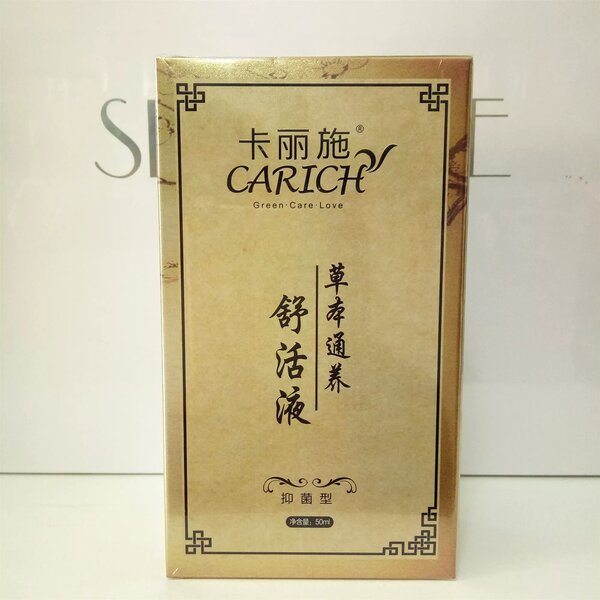 卡丽施®
CARICH
Green·Care·Love
草本通养
舒活液
抑菌型
净含量：50ml